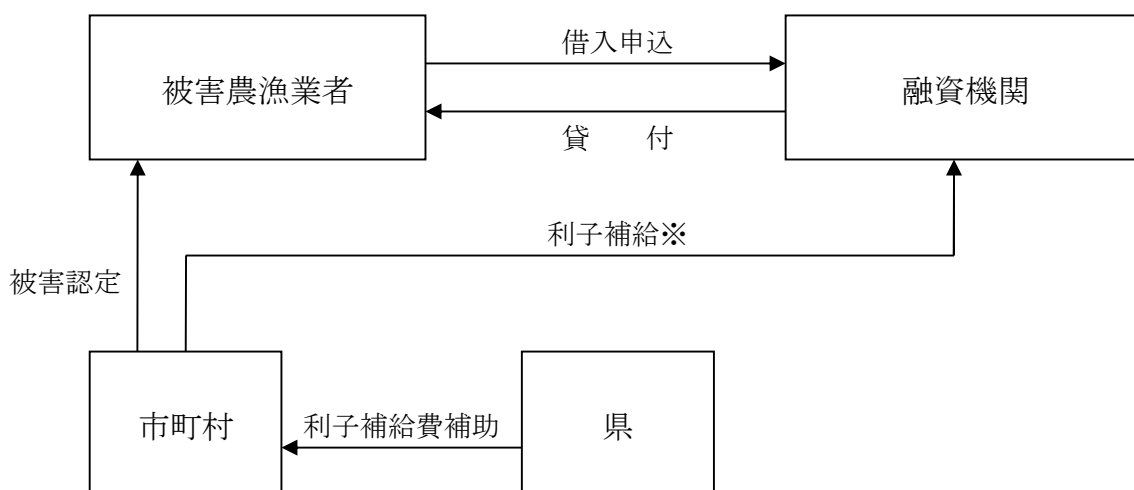 借入申込
被害農漁業者
融資機関
貸　付
利子補給※
被害認定
市町村
利子補給費補助
県